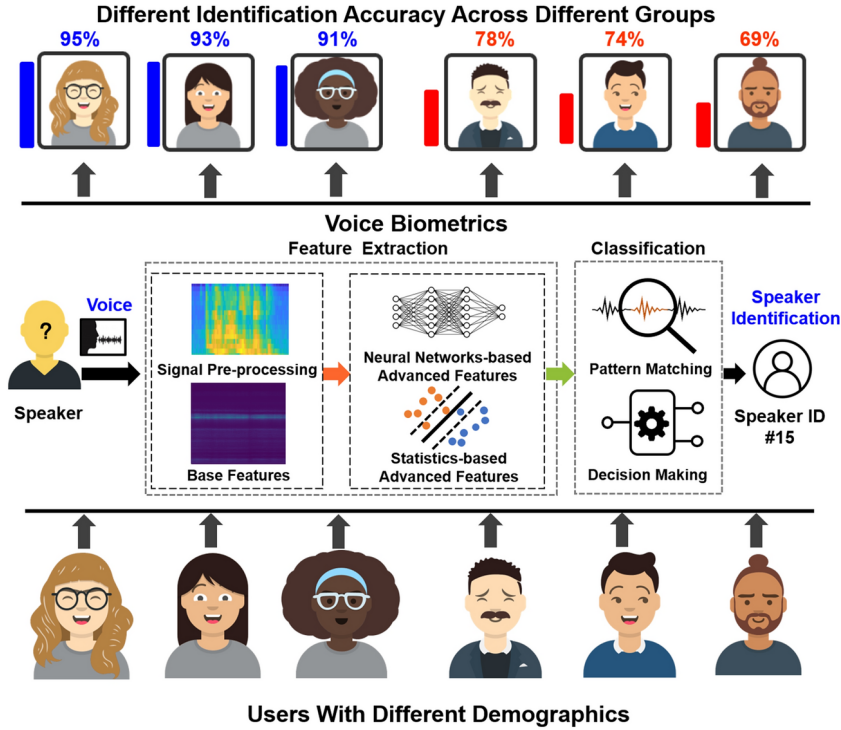 Different Identification Accuracy Across Different Groups
95% 93% 91% 78% 74% 69%
Voice Biometrics
Feature Extraction
Classification
Voice
?
Speaker
Signal Pre-processing
Base Features
Neural Networks-based
Advanced Features
Statistics-based
Advanced Features
Pattern Matching
Decision Making
Speaker
Identification
Speaker ID
#15
Users With Different Demographics